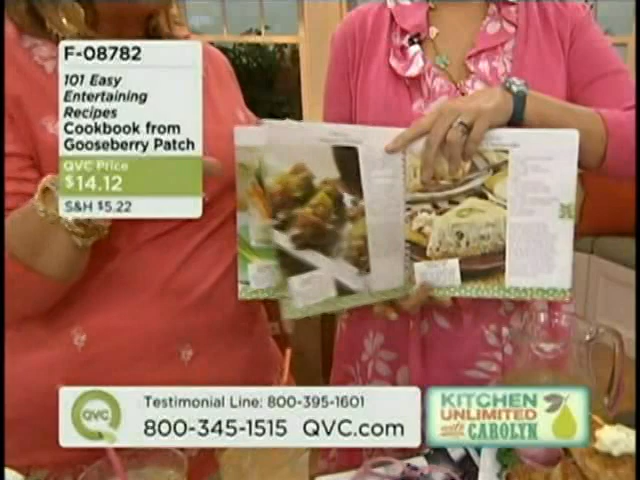 F-08782
101 Easy
Entertaining
Recipes
Cookbook from
Gooseberry Patch
QVC Price
$14.12
S&H $5.22
QVC
Testimonial Line: 800-395-1601
800-345-1515 QVC.com
KITCHEN
UNLIMITED
with
CAROLYN